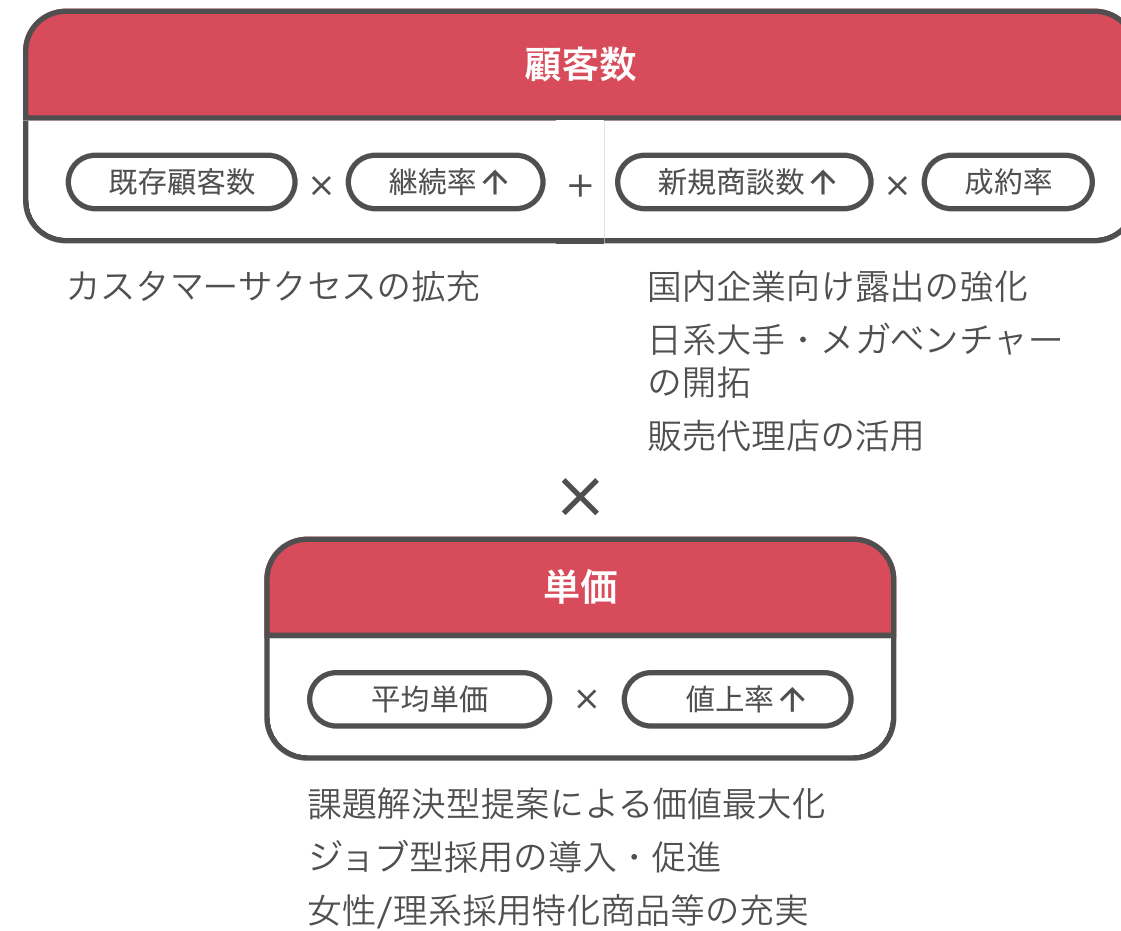 顧客数
既存顧客数 × 継続率↑ + 新規商談数↑ × 成約率
カスタマーサクセスの拡充
国内企業向け露出の強化
日系大手・メガベンチャー
の開拓
販売代理店の活用
×
単価
平均単価 × 値上率↑
課題解決型提案による価値最大化
ジョブ型採用の導入・促進
女性/理系採用特化商品等の充実